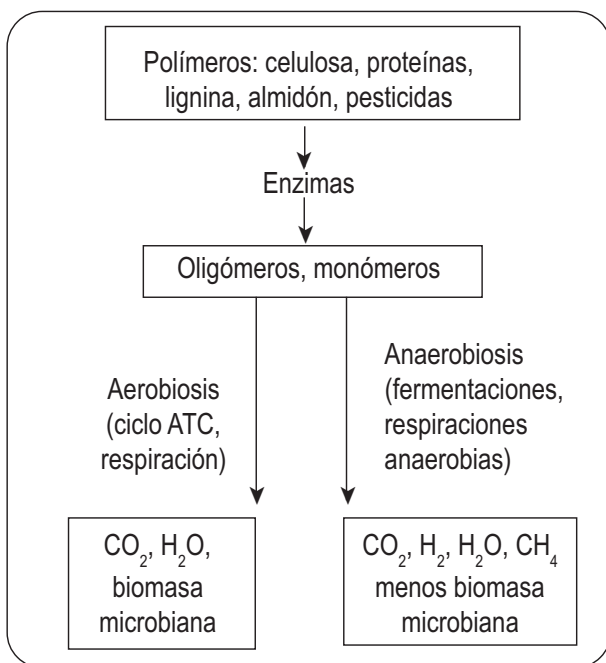 Polímeros: celulosa, proteínas,
lignina, almidón, pesticidas
Enzimas
Oligómeros, monómeros
Aerobiosis
(ciclo ATC,
respiración)
Anaerobiosis
(fermentaciones,
respiraciones
anaerobias)
CO₂, H₂O,
biomasa
microbiana
CO₂, H₂, H₂O, CH₄
menos biomasa
microbiana